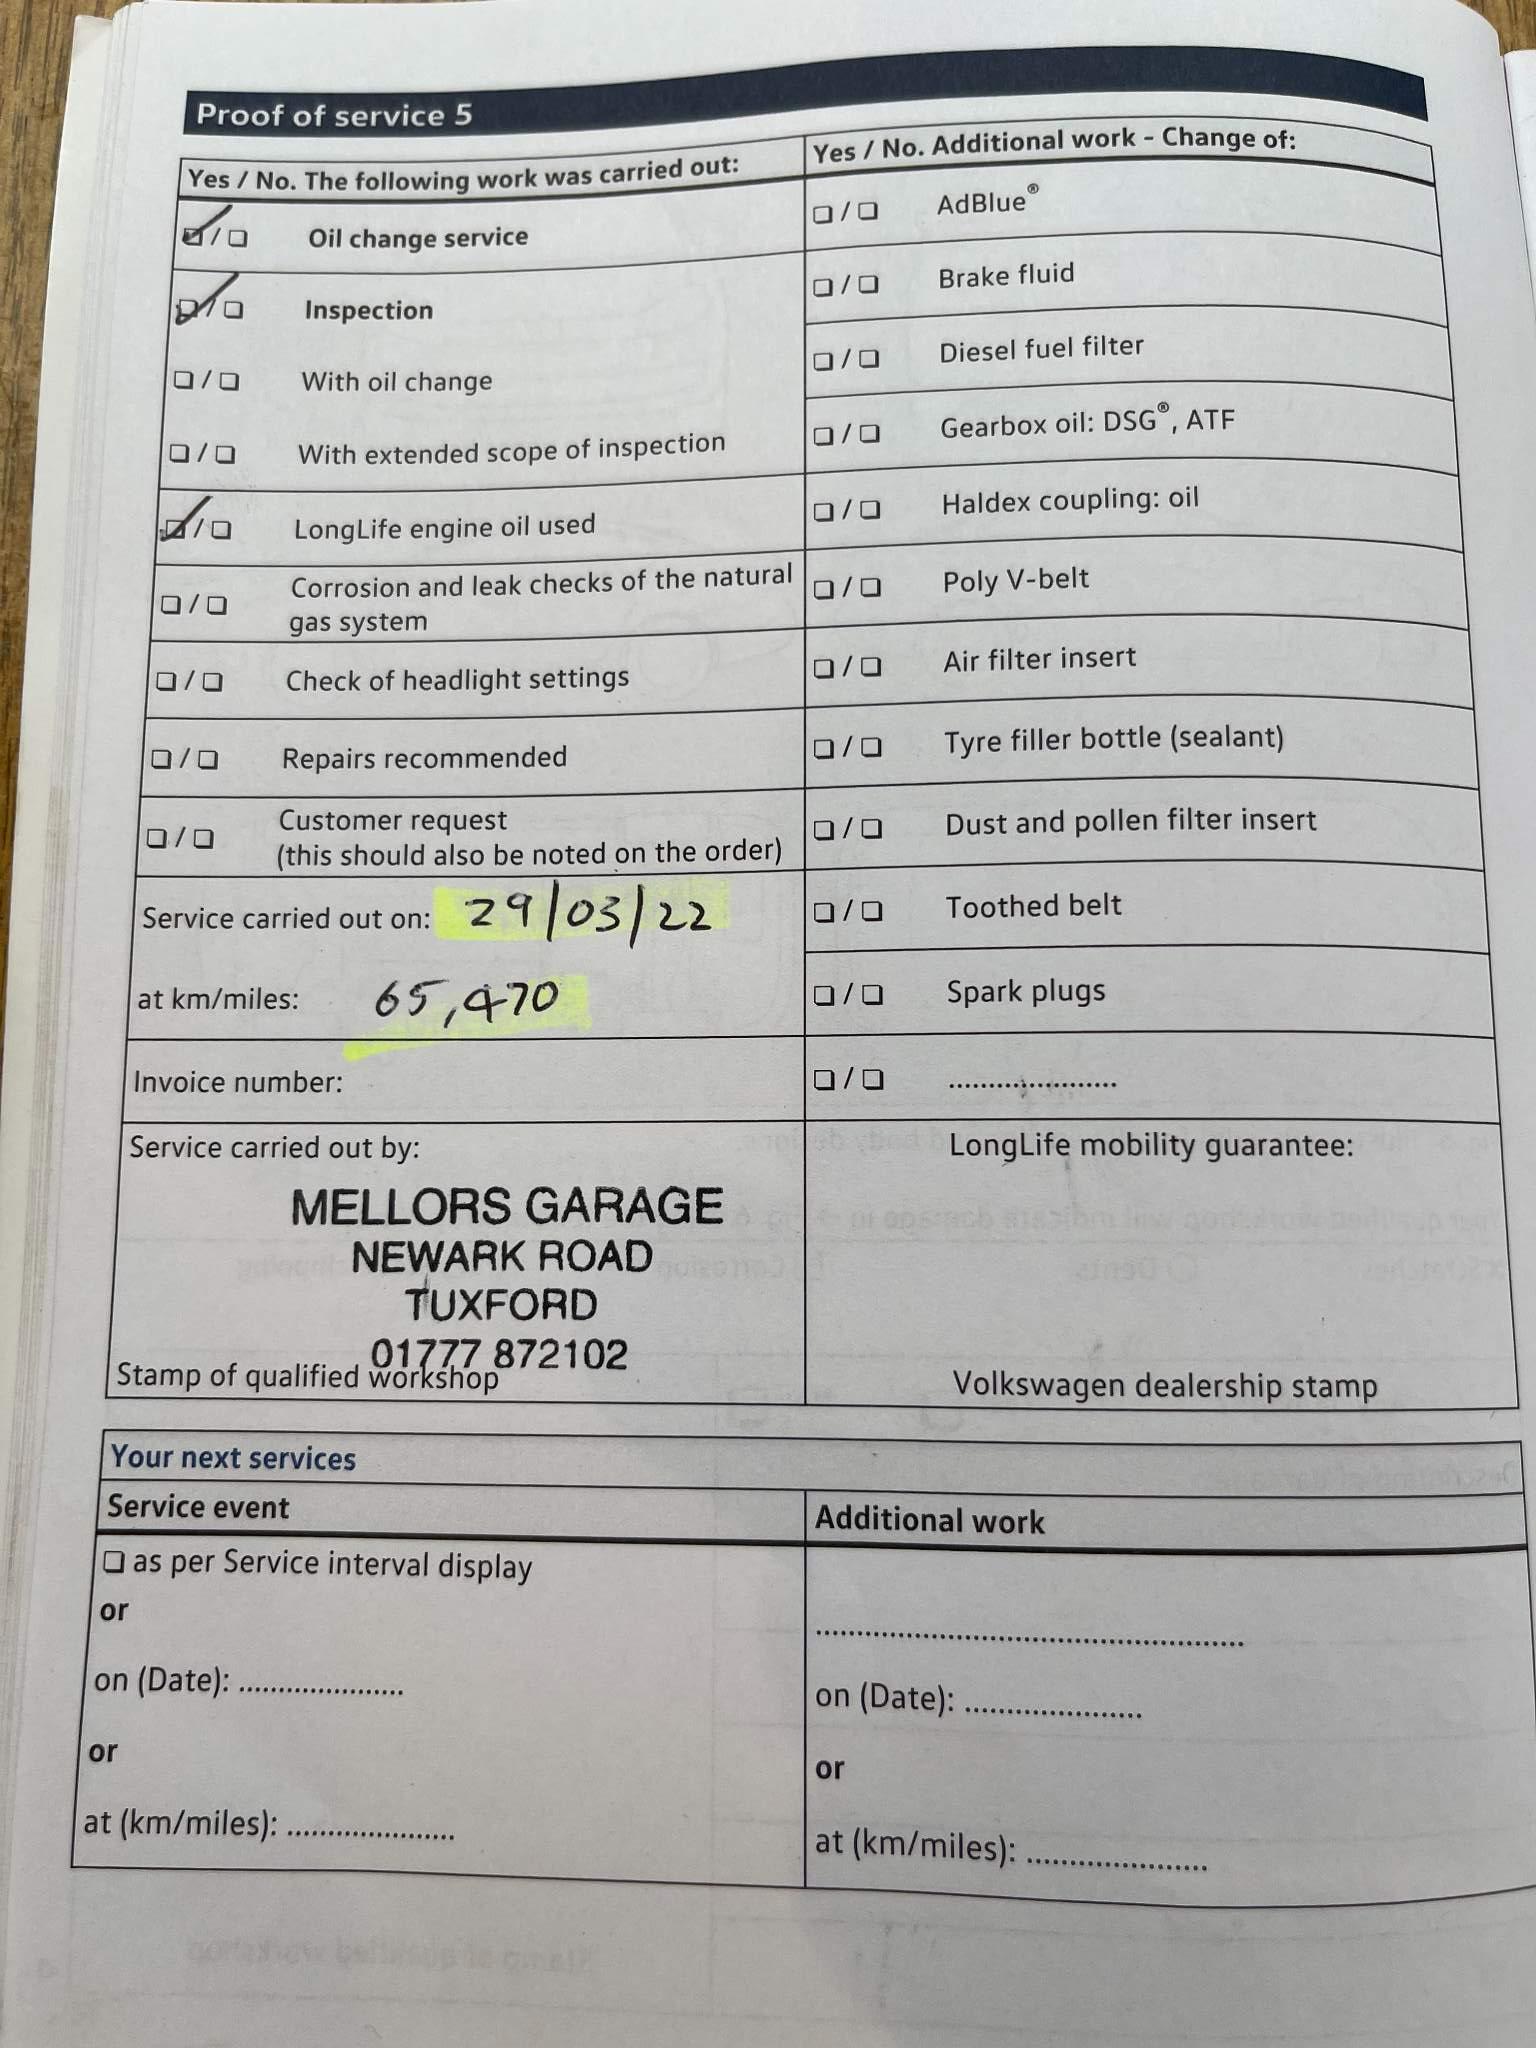 Proof of service 5
Yes / No. The following work was carried out:
☑ / ☐ Oil change service
☑ / ☐ Inspection
☐ / ☐ With oil change
☐ / ☐ With extended scope of inspection
☑ / ☐ LongLife engine oil used
☐ / ☐ Corrosion and leak checks of the natural
gas system
☐ / ☐ Check of headlight settings
☐ / ☐ Repairs recommended
☐ / ☐ Customer request
(this should also be noted on the order)
Service carried out on: 29/03/22
at km/miles: 65,470
Invoice number:
Service carried out by:
MELLORS GARAGE
NEWARK ROAD
TUXFORD
01777 872102
Stamp of qualified workshop
Yes / No. Additional work - Change of:
☐ / ☐ AdBlue®
☐ / ☐ Brake fluid
☐ / ☐ Diesel fuel filter
☐ / ☐ Gearbox oil: DSG®, ATF
☐ / ☐ Haldex coupling: oil
☐ / ☐ Poly V-belt
☐ / ☐ Air filter insert
☐ / ☐ Tyre filler bottle (sealant)
☐ / ☐ Dust and pollen filter insert
☐ / ☐ Toothed belt
☐ / ☐ Spark plugs
☐ / ☐ .....................
LongLife mobility guarantee:
Volkswagen dealership stamp
Your next services
Service event
☐ as per Service interval display
or
on (Date): .....................
or
at (km/miles): .....................
Additional work
.....................................................
on (Date): ......................
or
at (km/miles): ......................